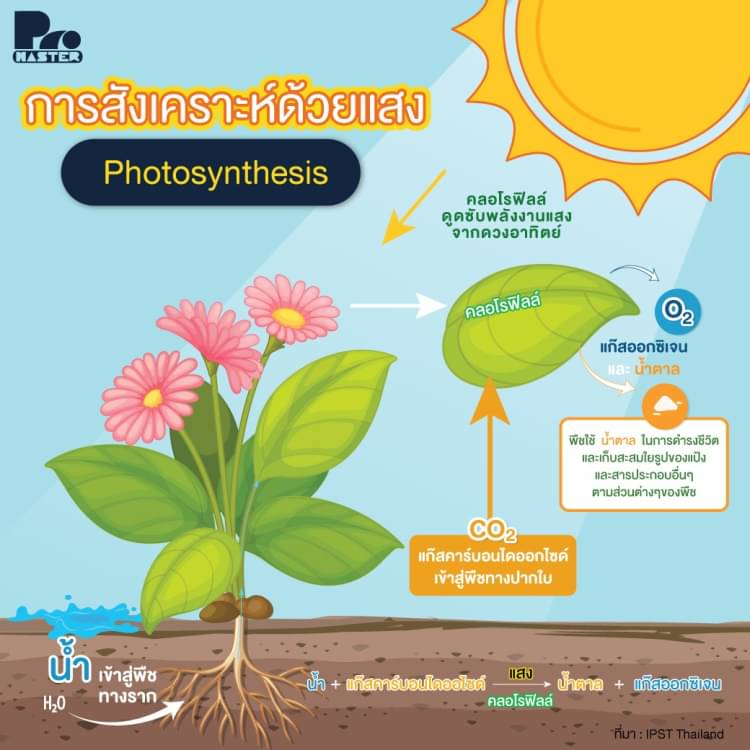 Pro
MASTER
การสังเคราะห์ด้วยแสง
Photosynthesis
คลอโรฟิลล์
ดูดซับพลังงานแสง
จากดวงอาทิตย์
คลอโรฟิลล์
O2
แก๊สออกซิเจน
และ น้ำตาล
พืชใช้ น้ำตาล ในการดำรงชีวิต
และเก็บสะสมไยรูปของแป้ง
และสารประกอบอื่นๆ
ตามส่วนต่างๆของพืช
CO2
แก๊สคาร์บอนไดออกไซด์
เข้าสู่พืชทางปากใบ
น้ำ เข้าสู่พืช
ทางราก
H2O
น้ำ + แก๊สคาร์บอนไดออไซด์ แสง น้ำตาล + แก๊สออกซิเจน
คลอโรฟิลล์
ที่มา : IPST Thailand